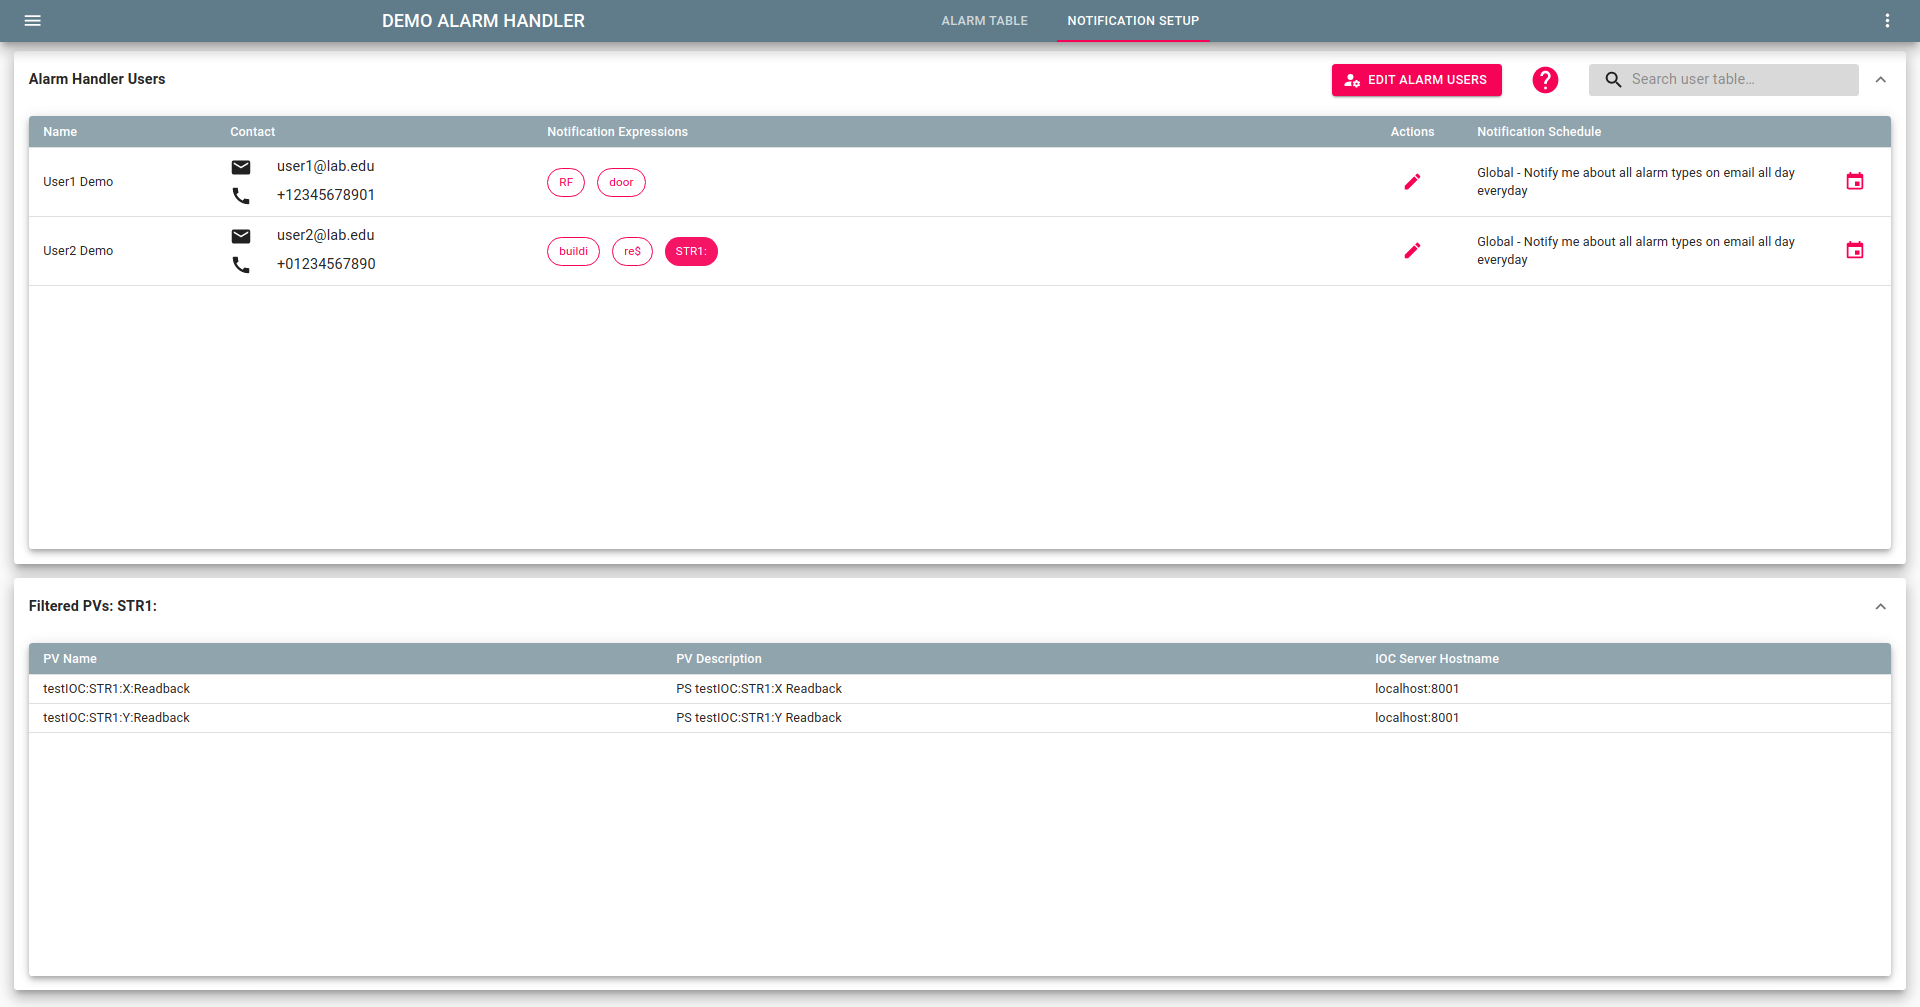 DEMO ALARM HANDLER
ALARM TABLE
NOTIFICATION SETUP
Alarm Handler Users
EDIT ALARM USERS
?
Search user table...
Name
Contact
Notification Expressions
Actions
Notification Schedule
User1 Demo
user1@lab.edu
+12345678901
RF
door
Global - Notify me about all alarm types on email all day
everyday
User2 Demo
user2@lab.edu
+01234567890
buildi
re$
STR1:
Global - Notify me about all alarm types on email all day
everyday
Filtered PVs: STR1:
PV Name
PV Description
IOC Server Hostname
testIOC:STR1:X:Readback
PS testIOC:STR1:X Readback
localhost:8001
testIOC:STR1:Y:Readback
PS testIOC:STR1:Y Readback
localhost:8001